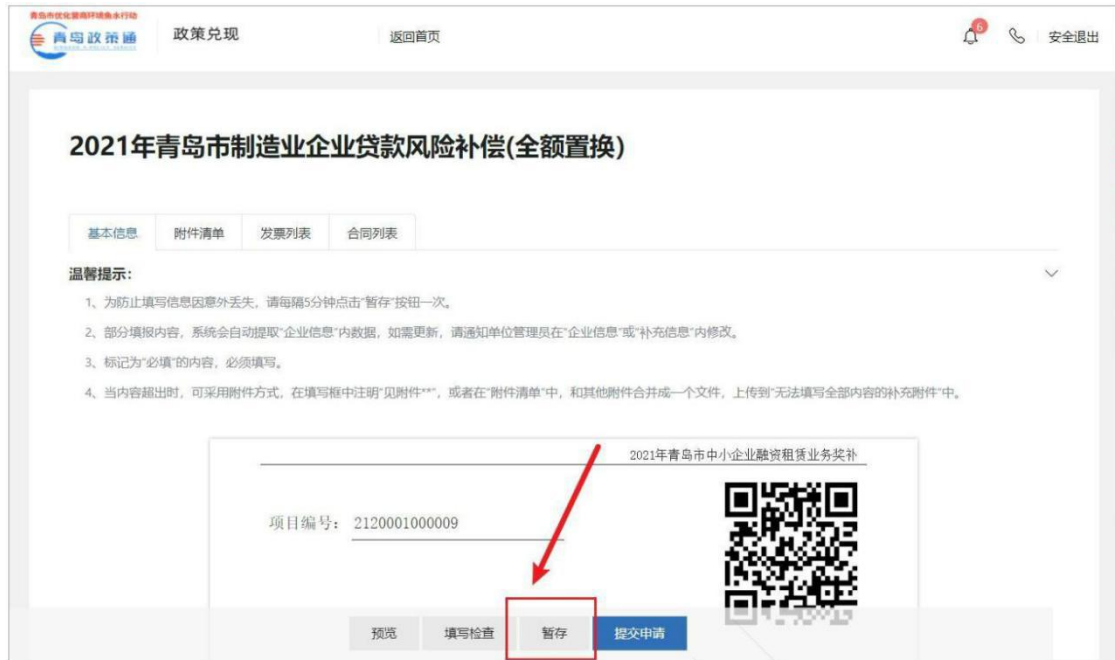 青岛市优化营商环境鱼水行动
青岛政策通
政策兑现
返回首页
6
安全退出
2021年青岛市制造业企业贷款风险补偿(全额置换)
基本信息 附件清单 发票列表 合同列表
温馨提示：
1、为防止填写信息因意外丢失，请每隔5分钟点击"暂存"按钮一次。
2、部分填报内容，系统会自动提取"企业信息"内数据，如需更新，请通知单位管理员在"企业信息"或"补充信息"内修改。
3、标记为"必填"的内容，必须填写。
4、当内容超出时，可采用附件方式，在填写框中注明"见附件**"，或者在"附件清单"中，和其他附件合并成一个文件，上传到"无法填写全部内容的补充附件"中。
2021年青岛市中小企业融资租赁业务奖补
项目编号： 2120001000009
预览 填写检查 暂存 提交申请